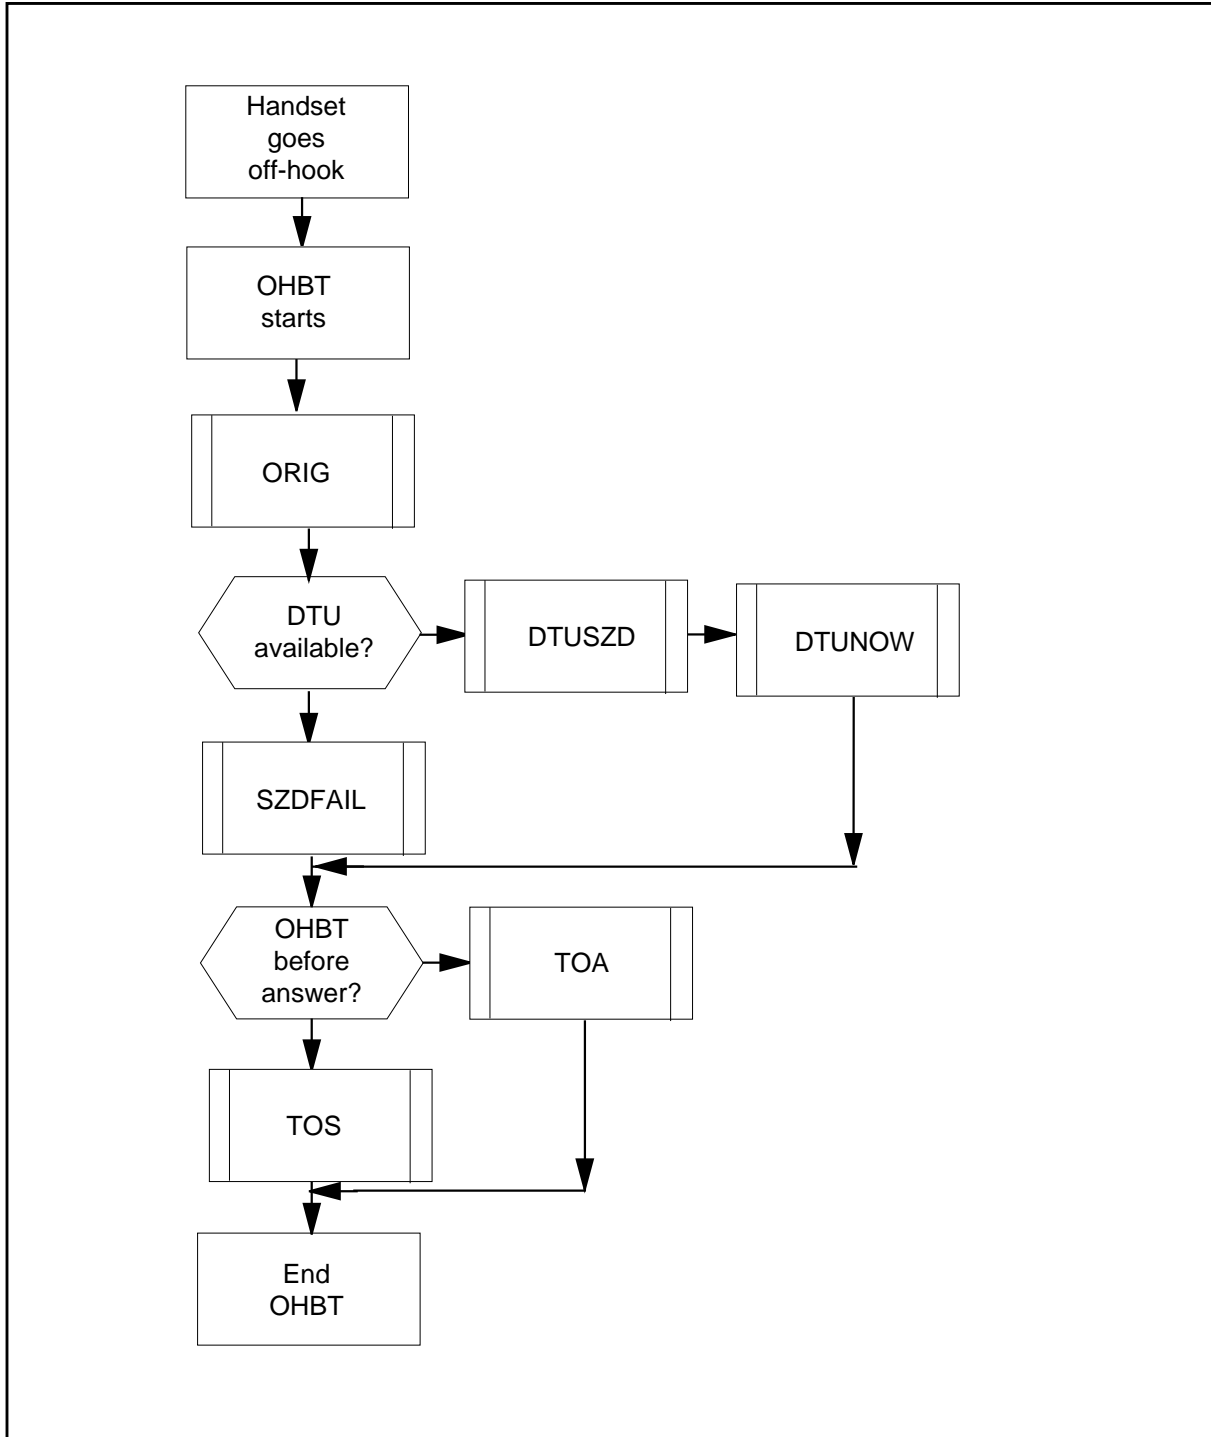 Handset
goes
off-hook
OHBT
starts
ORIG
DTU
available?
DTUSZD
DTUNOW
SZDFAIL
OHBT
before
answer?
TOA
TOS
End
OHBT